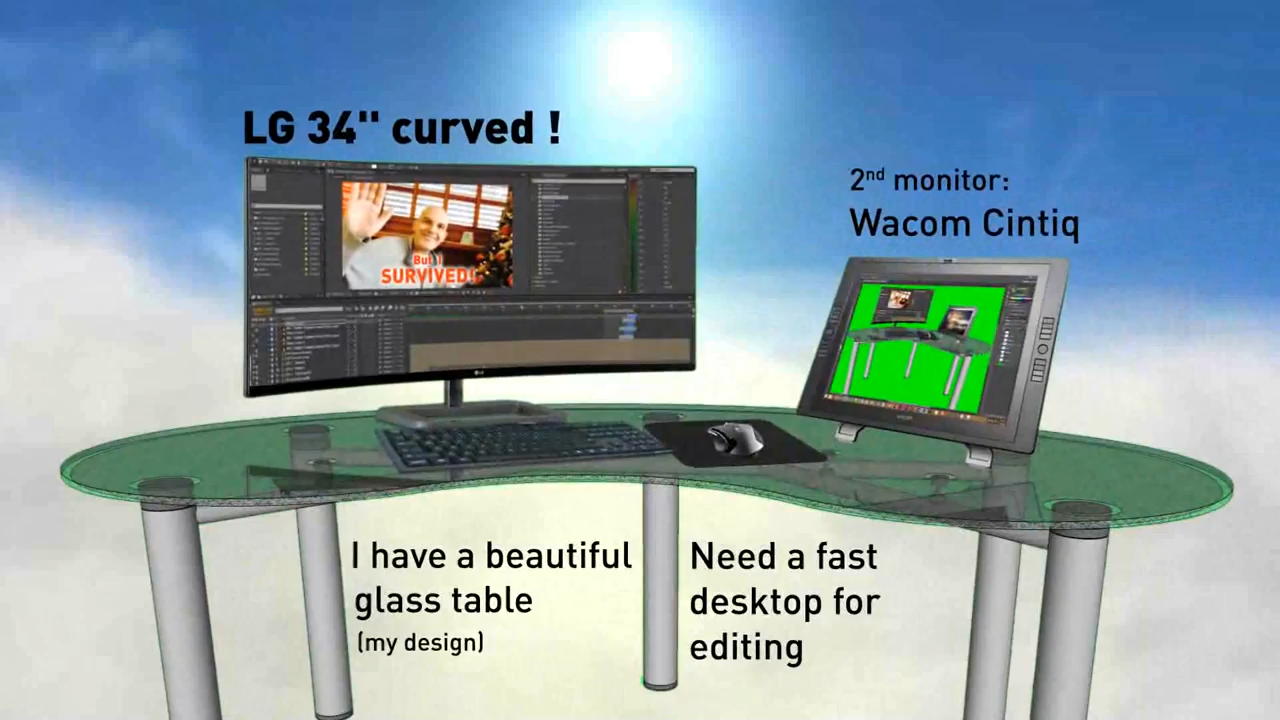 LG 34" curved !
2nd monitor:
Wacom Cintiq
But I
SURVIVED!
LG
I have a beautiful
glass table
(my design)
Need a fast
desktop for
editing